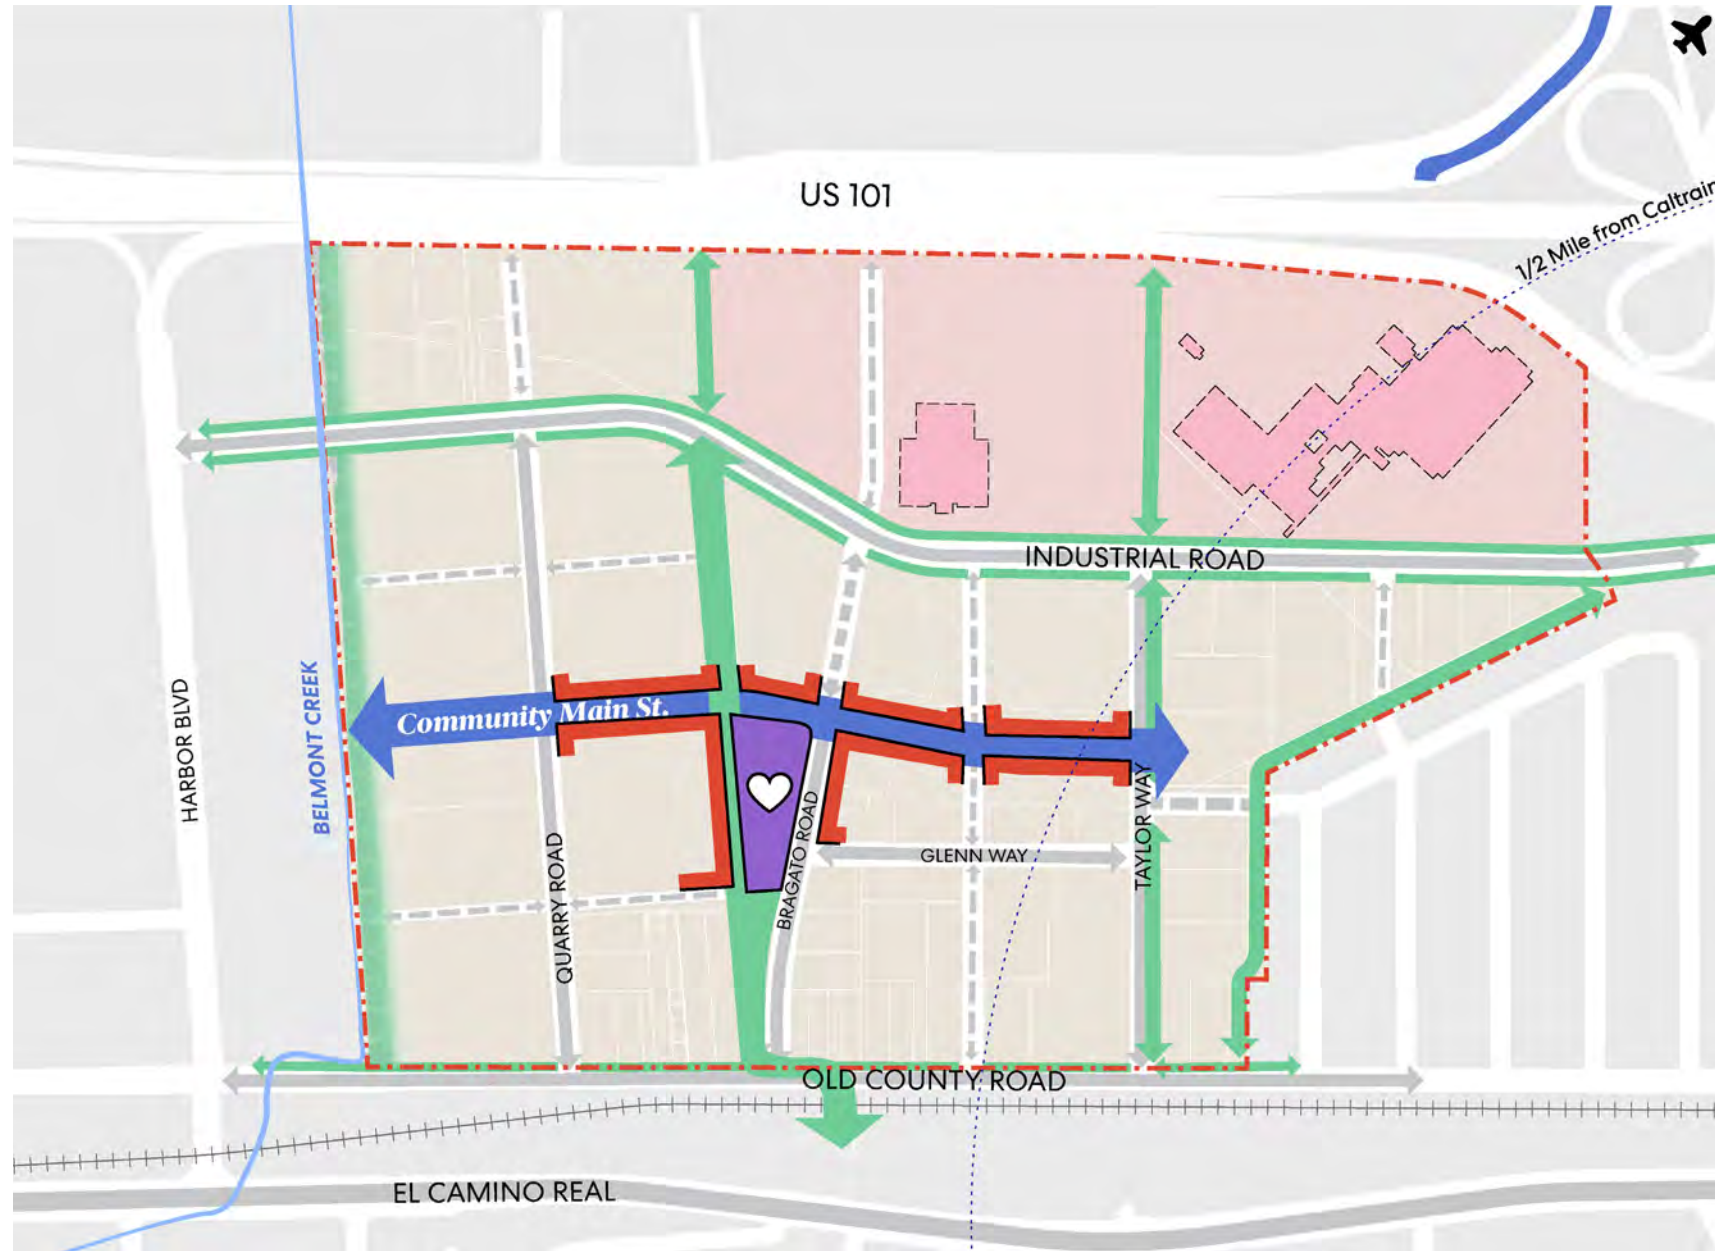 US 101
1/2 Mile from Caltrain
INDUSTRIAL ROAD
HARBOR BLVD
BELMONT CREEK
Community Main St.
QUARRY ROAD
BRAGATO ROAD
GLENN WAY
TAYLOR WAY
OLD COUNTY ROAD
EL CAMINO REAL